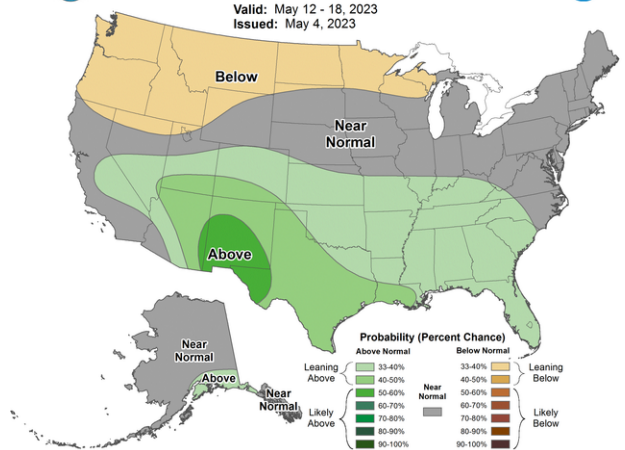 Valid: May 12 - 18, 2023
Issued: May 4, 2023
Below
Near
Normal
Above
Near
Normal
Above
Near
Normal
Probability (Percent Chance)
Above Normal
Below Normal
Leaning
Above
33-40%
40-50%
50-60%
60-70%
70-80%
80-90%
90-100%
Likely
Above
Near
Normal
33-40%
40-50%
50-60%
60-70%
70-80%
80-90%
90-100%
Leaning
Below
Likely
Below